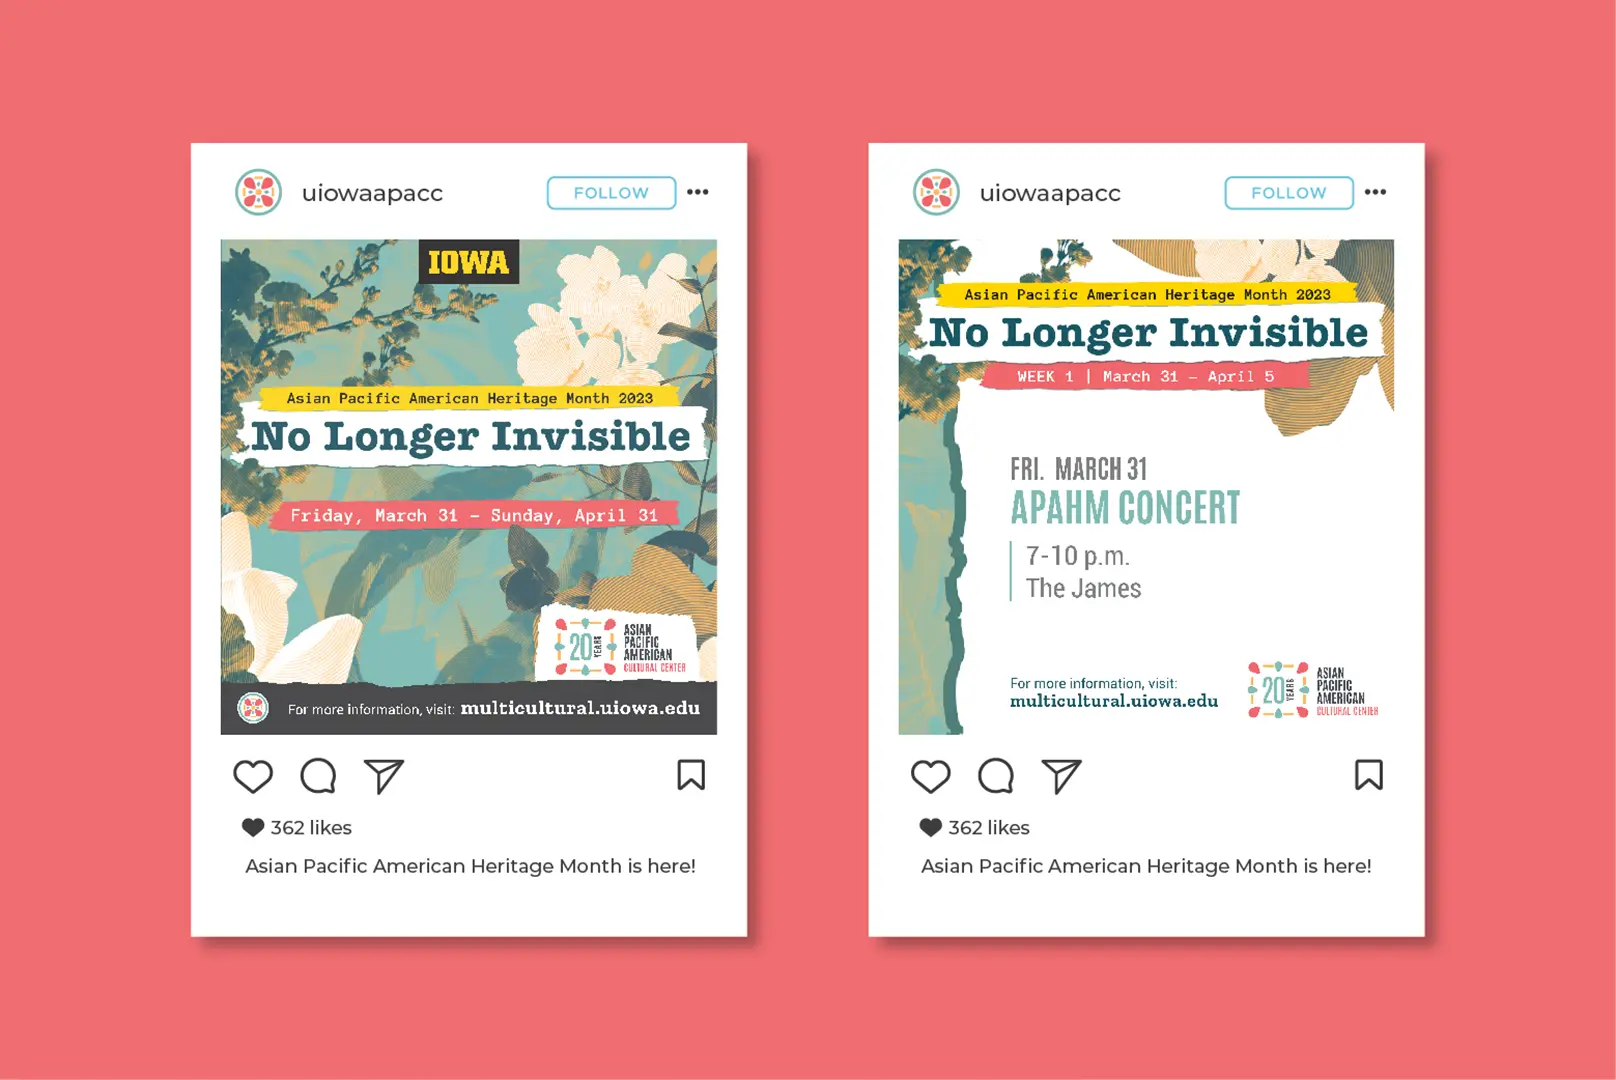 uiowaapacc
FOLLOW
IOWA
Asian Pacific American Heritage Month 2023
No Longer Invisible
Friday, March 31 – Sunday, April 31
20 YEARS
ASIAN
PACIFIC
AMERICAN
CULTURAL CENTER
For more information, visit: multicultural.uiowa.edu
362 likes
Asian Pacific American Heritage Month is here!
uiowaapacc
FOLLOW
Asian Pacific American Heritage Month 2023
No Longer Invisible
WEEK 1 | March 31 – April 5
FRI. MARCH 31
APAHM CONCERT
7-10 p.m.
The James
For more information, visit:
multicultural.uiowa.edu
20 YEARS
ASIAN
PACIFIC
AMERICAN
CULTURAL CENTER
362 likes
Asian Pacific American Heritage Month is here!